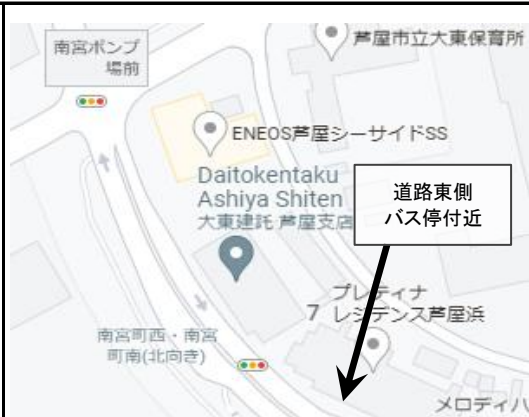 南宮ポンプ
場前
芦屋市立大東保育所
ENEOS芦屋シーサイドSS
Daitokentaku
Ashiya Shiten
大東建託 芦屋支店
道路東側
バス停付近
プレティナ
7 レジデンス芦屋浜
南宮町西・南宮
町南(北向き)
メロディハ